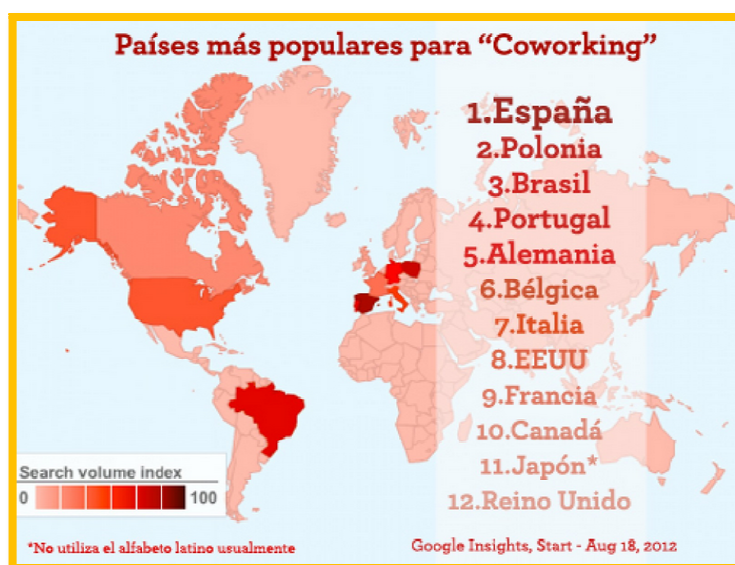 Países más populares para “Coworking”
1.España
2.Polonia
3.Brasil
4.Portugal
5.Alemania
6.Bélgica
7.Italia
8.EEUU
9.Francia
10.Canadá
11.Japón*
12.Reino Unido
Search volume index
0 100
*No utiliza el alfabeto latino usualmente
Google Insights, Start - Aug 18, 2012